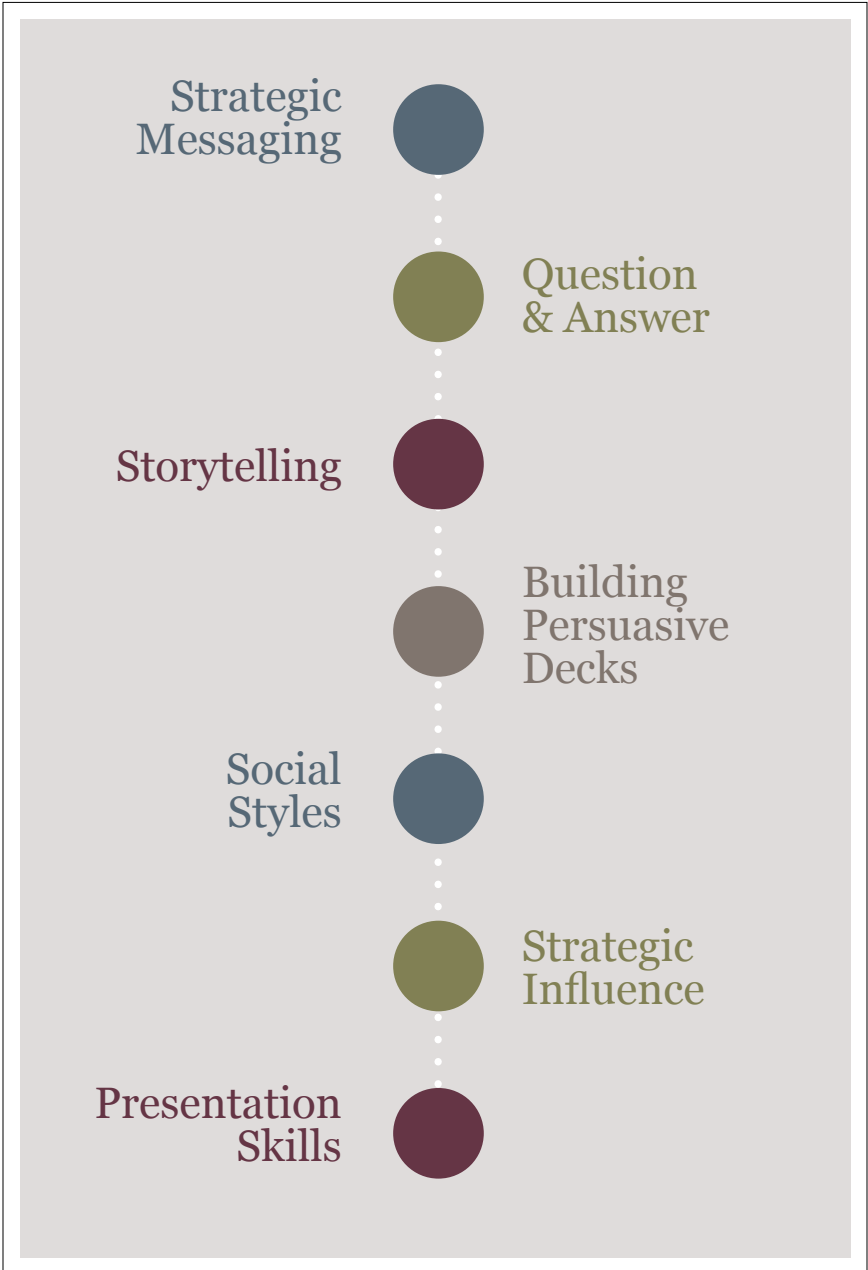 Strategic
Messaging
Question
& Answer
Storytelling
Building
Persuasive
Decks
Social
Styles
Strategic
Influence
Presentation
Skills